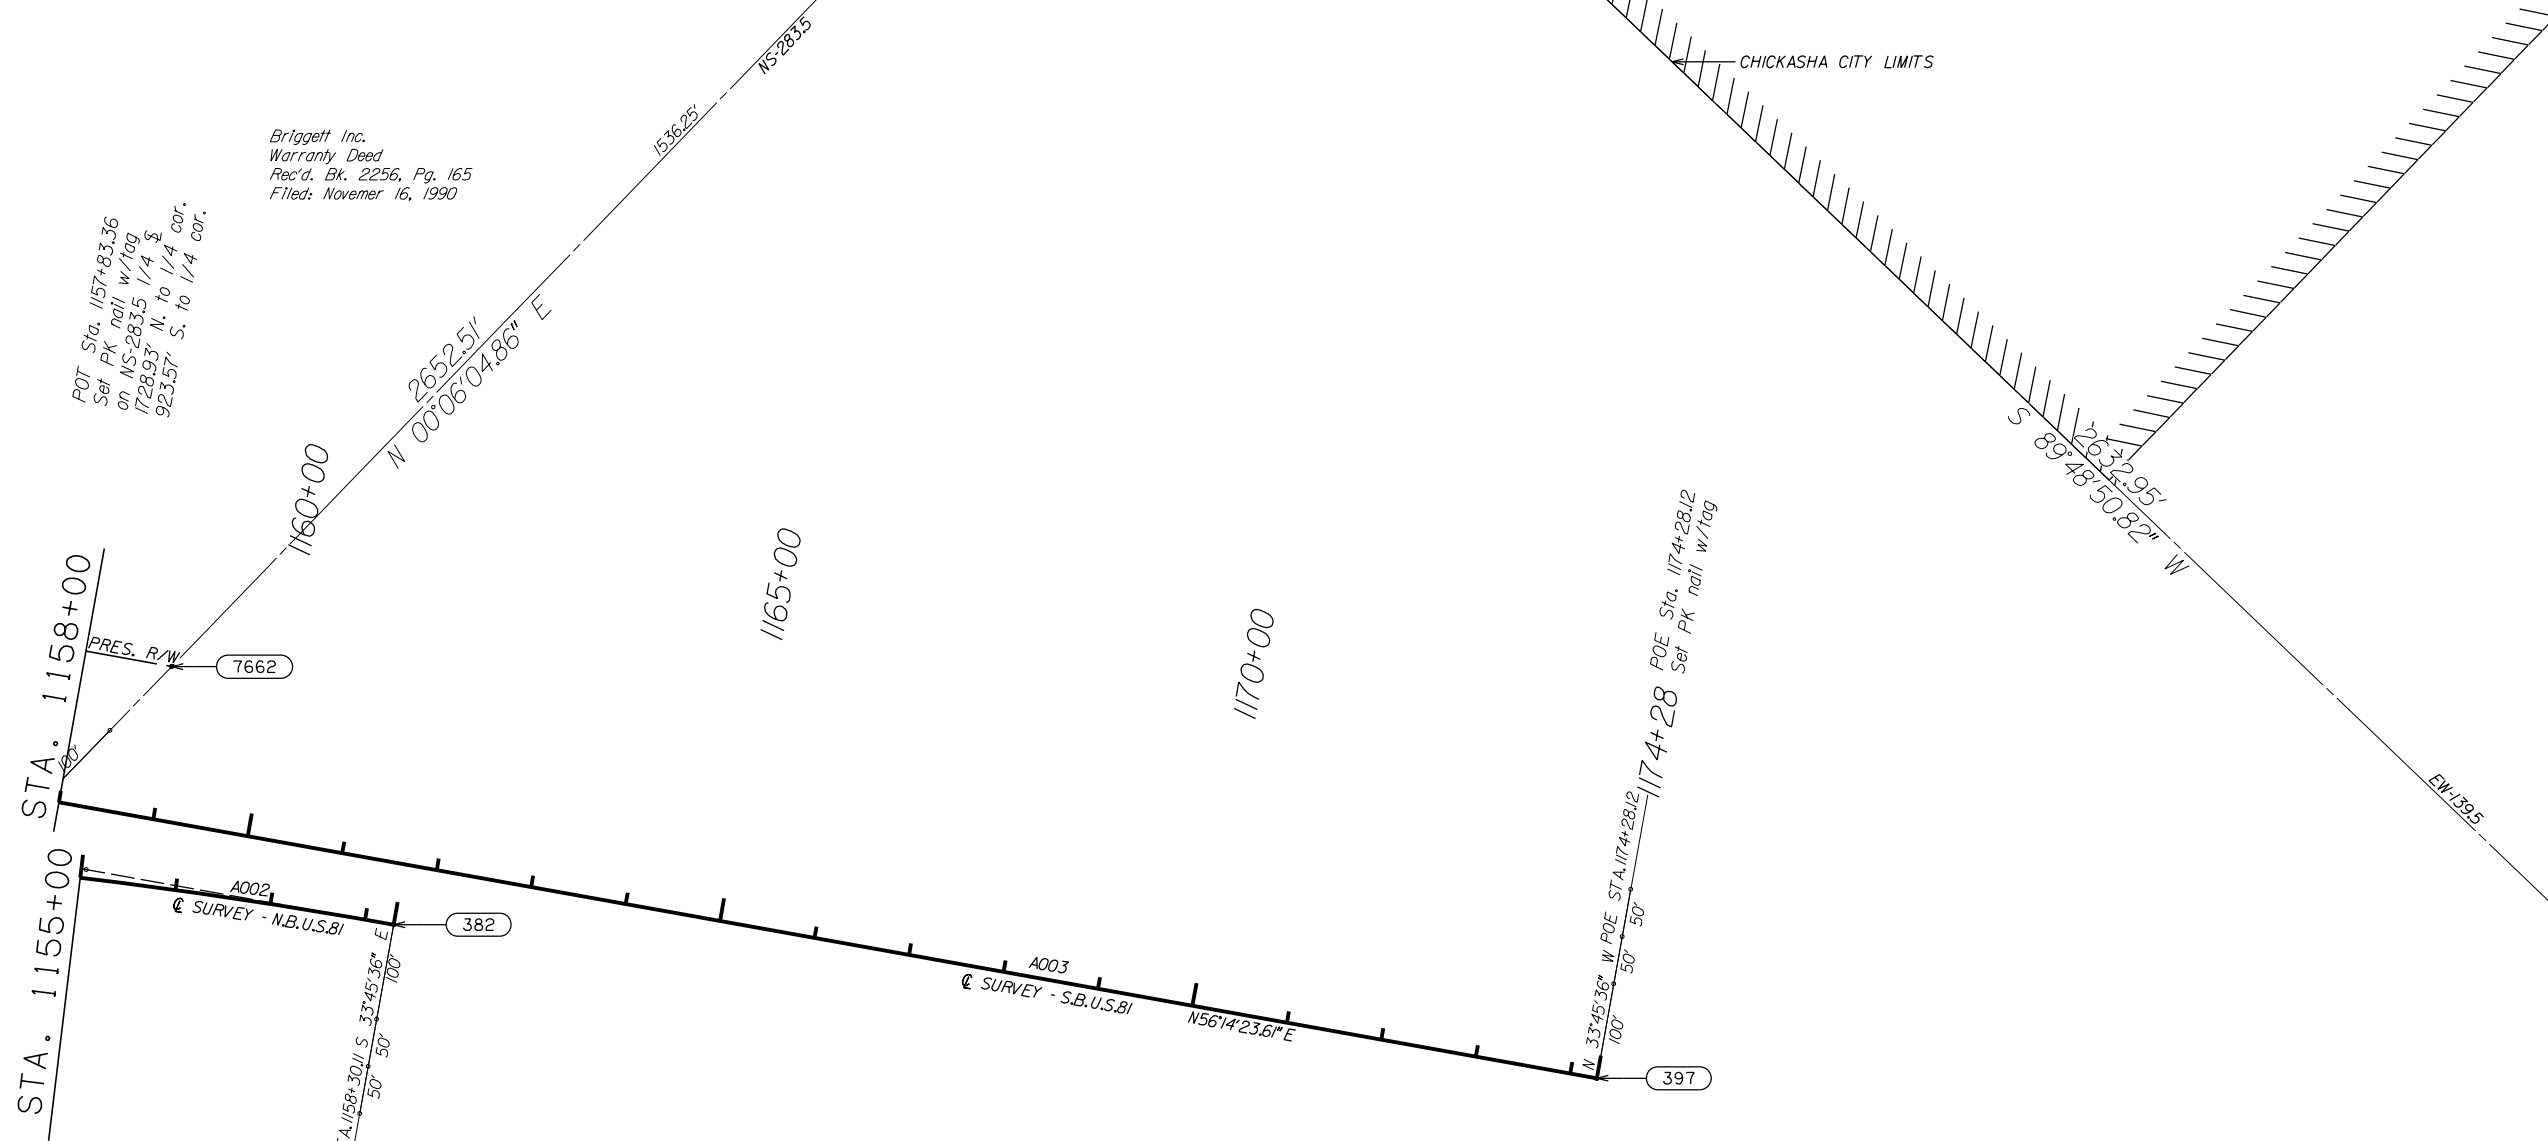 NS-283.5
CHICKASHA CITY LIMITS
1536.25'
Briggett Inc.
Warranty Deed
Rec'd. Bk. 2256, Pg. 165
Filed: Novemer 16, 1990
POT Sta. 1157+83.36
Set PK nail w/tag
on NS-283.5 1/4 ℄
1728.93' N. to 1/4 cor.
923.57' S. to 1/4 cor.
2652.51'
N 00°06'04.86" E
2632.95'
S 89°48'50.82" W
1160+00
1165+00
1170+00
1174+28
POE Sta. 1174+28.12
Set PK nail w/tag
STA. 1158+00
PRES. R/W
7662
100'
EW-139.5
N 33°45'36" W POE STA.1174+28.12
50'
50'
100'
STA. 1155+00
A002
℄ SURVEY - N.B.U.S.81
382
A.1158+30.11 S 33°45'36" E
100'
50'
50'
A003
℄ SURVEY - S.B.U.S.81
N56°14'23.61"E
397